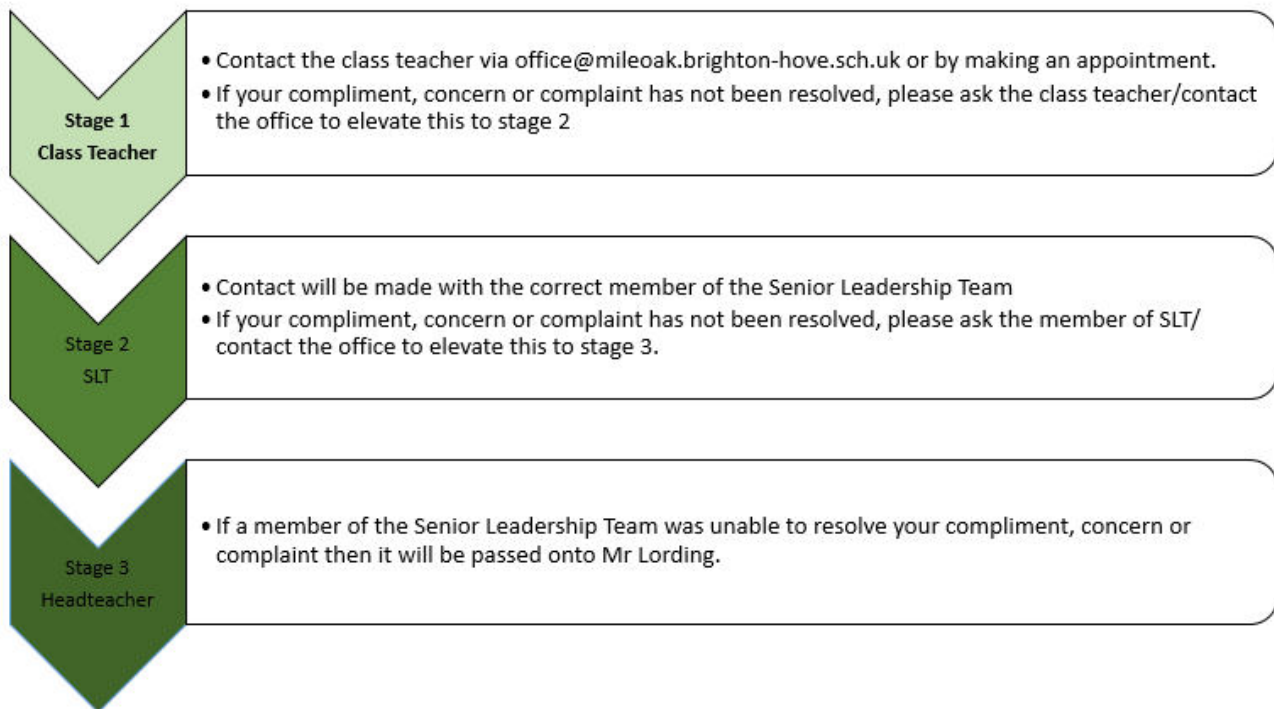 Stage 1
Class Teacher
• Contact the class teacher via office@mileoak.brighton-hove.sch.uk or by making an appointment.
• If your compliment, concern or complaint has not been resolved, please ask the class teacher/contact
the office to elevate this to stage 2
Stage 2
SLT
• Contact will be made with the correct member of the Senior Leadership Team
• If your compliment, concern or complaint has not been resolved, please ask the member of SLT/
contact the office to elevate this to stage 3.
Stage 3
Headteacher
• If a member of the Senior Leadership Team was unable to resolve your compliment, concern or
complaint then it will be passed onto Mr Lording.